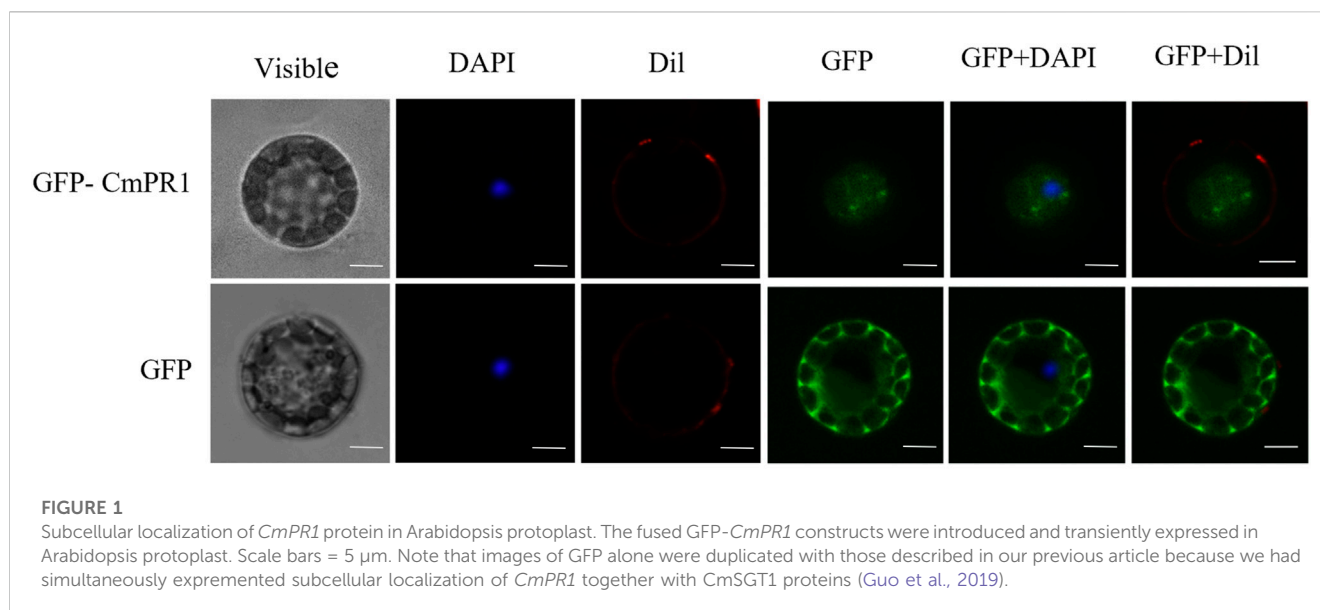 Visible DAPI Dil GFP GFP+DAPI GFP+Dil
GFP- CmPR1
GFP
FIGURE 1
Subcellular localization of CmPR1 protein in Arabidopsis protoplast. The fused GFP-CmPR1 constructs were introduced and transiently expressed in
Arabidopsis protoplast. Scale bars = 5 μm. Note that images of GFP alone were duplicated with those described in our previous article because we had
simultaneously expremented subcellular localization of CmPR1 together with CmSGT1 proteins (Guo et al., 2019).